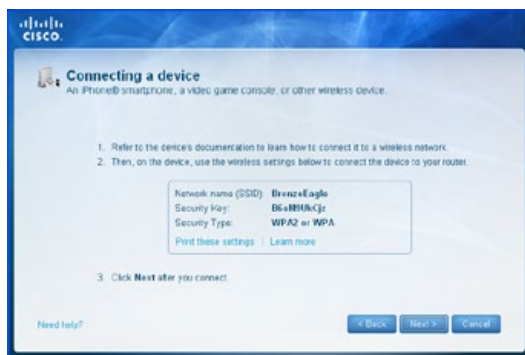 CISCO.
Connecting a device
An iPhone® smartphone, a video game console, or other wireless device.
1. Refer to the device's documentation to learn how to connect it to a wireless network.
2. Then, on the device, use the wireless settings below to connect the device to your router.
Network name (SSID): BronzeEagle
Security Key:
Security Type: WPA2 or WPA
Print these settings | Learn more
3. Click Next after you connect.
Need help?
< Back Next > Cancel